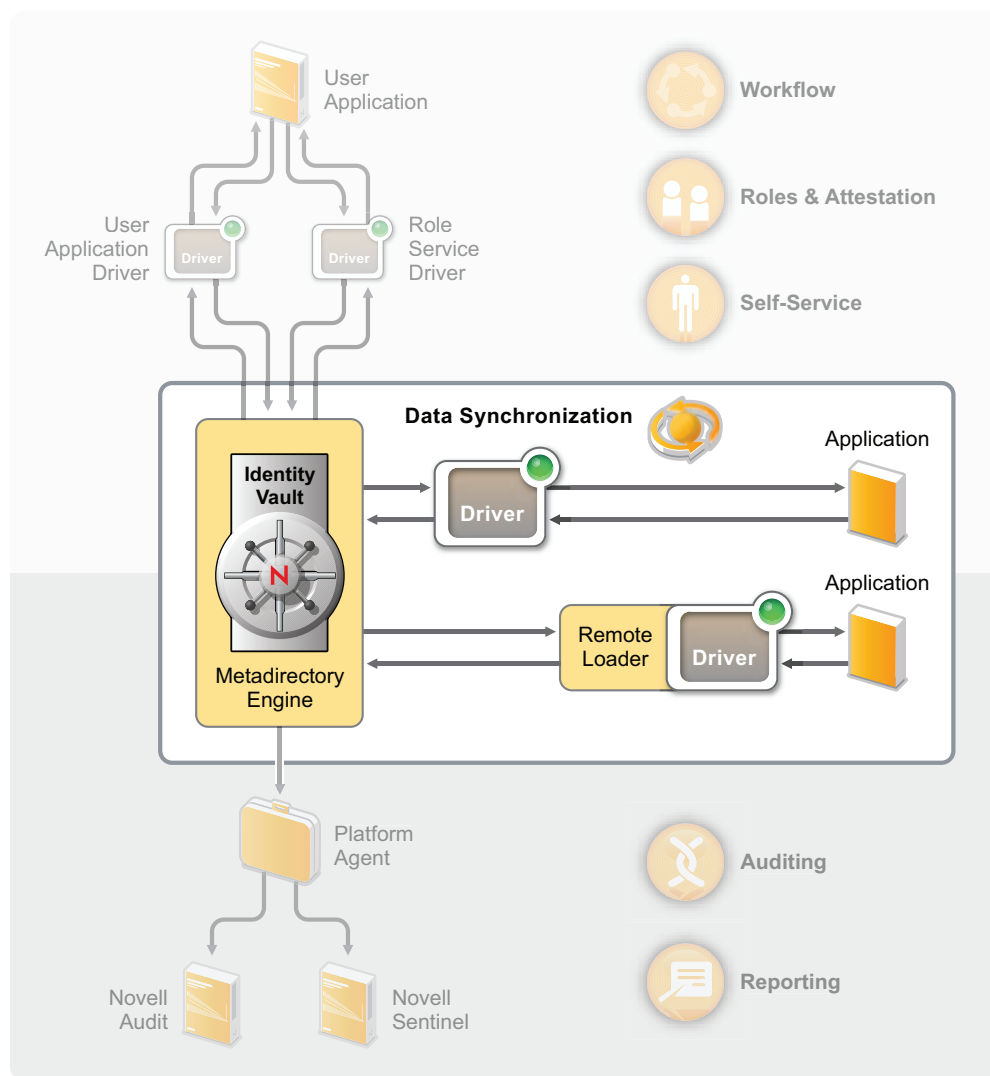 User
Application
Workflow
Roles & Attestation
User
Application
Driver
Driver
Driver
Role
Service
Driver
Self-Service
Data Synchronization
Application
Identity
Vault
Driver
N
Application
Remote
Loader
Driver
Metadirectory
Engine
Platform
Agent
Auditing
Novell
Audit
Novell
Sentinel
Reporting